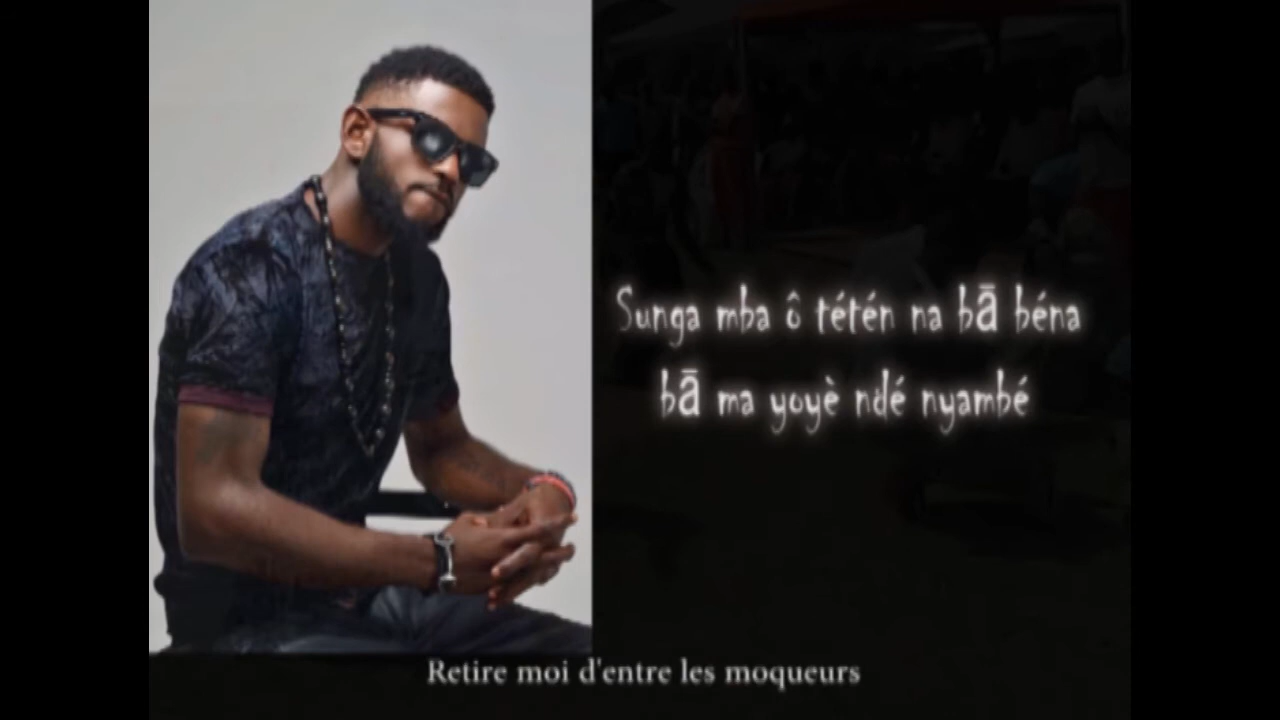 Sunga mba ô tétén na bā béna
bā ma yoyè ndé nyambé
Retire moi d'entre les moqueurs